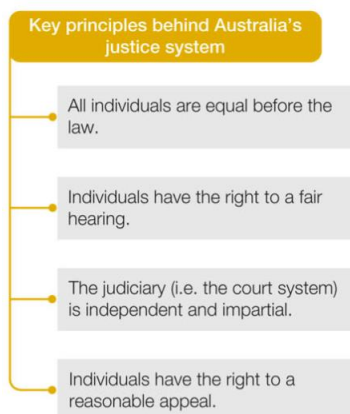 Key principles behind Australia's
justice system
All individuals are equal before the
law.
Individuals have the right to a fair
hearing.
The judiciary (i.e. the court system)
is independent and impartial.
Individuals have the right to a
reasonable appeal.